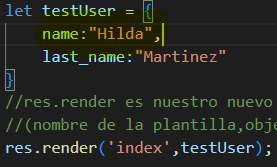 let testUser = {
name:"Hilda",
last_name:"Martinez"
}
//res.render es nuestro nuevo
//(nombre de la plantilla,obje
res.render('index',testUser);